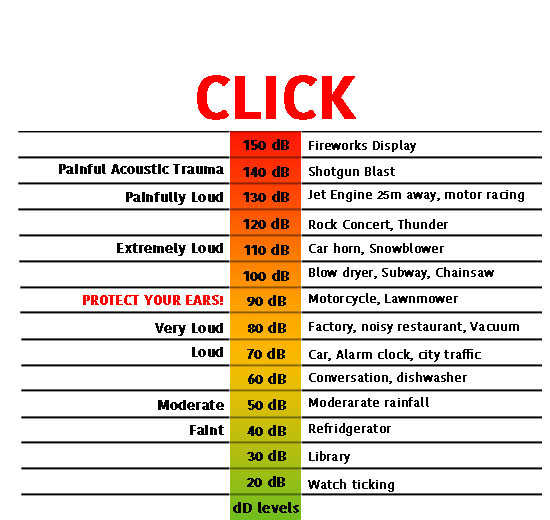 CLICK
150 dB Fireworks Display
Painful Acoustic Trauma 140 dB Shotgun Blast
Painfully Loud 130 dB Jet Engine 25m away, motor racing
120 dB Rock Concert, Thunder
Extremely Loud 110 dB Car horn, Snowblower
100 dB Blow dryer, Subway, Chainsaw
PROTECT YOUR EARS! 90 dB Motorcycle, Lawnmower
Very Loud 80 dB Factory, noisy restaurant, Vacuum
Loud 70 dB Car, Alarm clock, city traffic
60 dB Conversation, dishwasher
Moderate 50 dB Moderarate rainfall
Faint 40 dB Refridgerator
30 dB Library
20 dB Watch ticking
dD levels